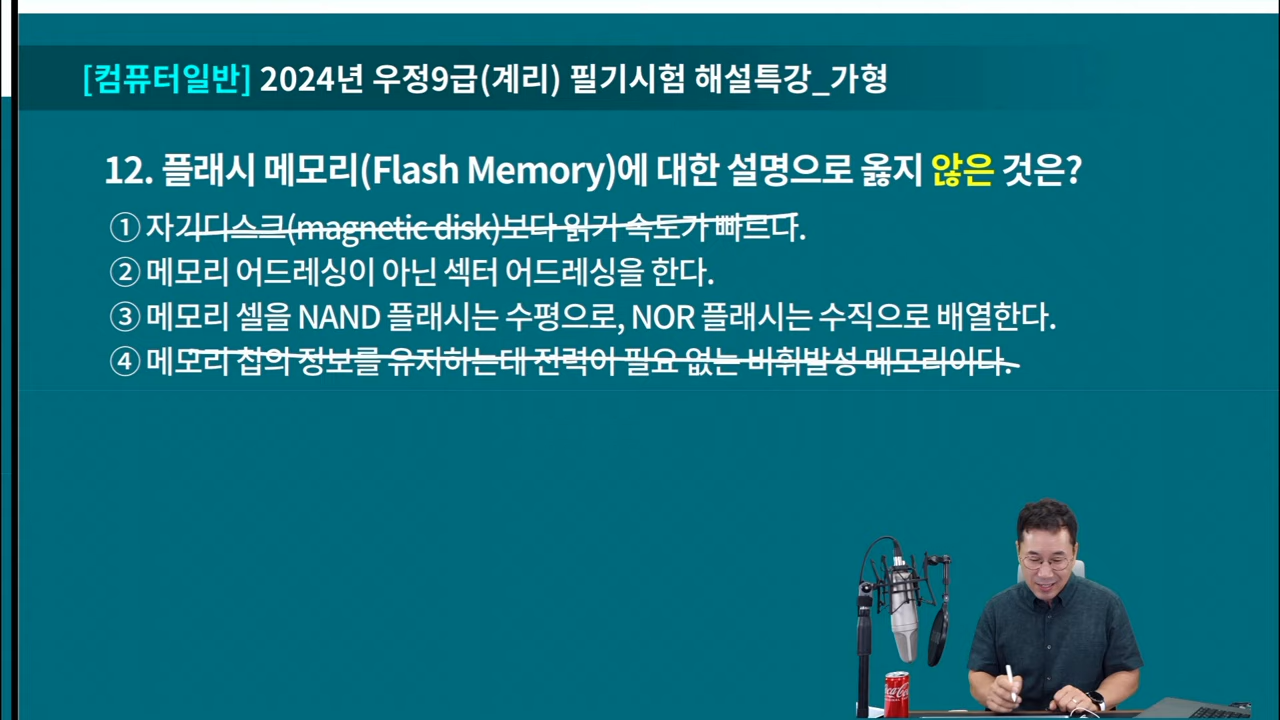 [컴퓨터일반] 2024년 우정9급(계리) 필기시험 해설특강_가형
12. 플래시 메모리(Flash Memory)에 대한 설명으로 옳지 않은 것은?
① 자기디스크(magnetic disk)보다 읽기 속도가 빠르다.
② 메모리 어드레싱이 아닌 섹터 어드레싱을 한다.
③ 메모리 셀을 NAND 플래시는 수평으로, NOR 플래시는 수직으로 배열한다.
④ 메모리 칩의 정보를 유지하는데 전력이 필요 없는 비휘발성 메모리이다.